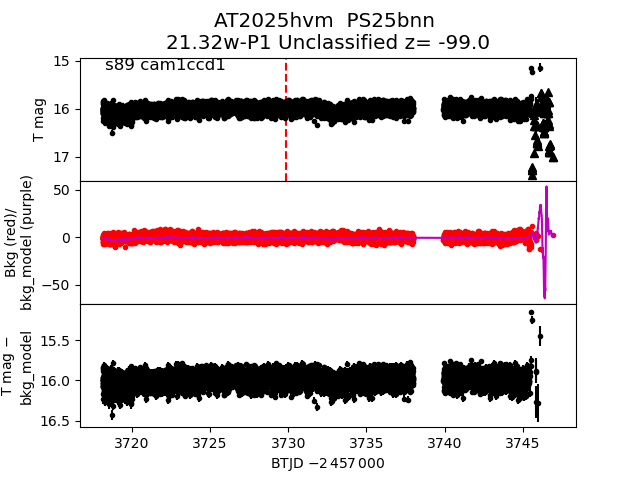 AT2025hvm  PS25bnn
21.32w-P1 Unclassified z= -99.0
s89 cam1ccd1
T mag
15
16
17
Bkg (red)/
bkg_model (purple)
50
0
−50
T mag −
bkg_model
15.5
16.0
16.5
3720 3725 3730 3735 3740 3745
BTJD −2 457 000